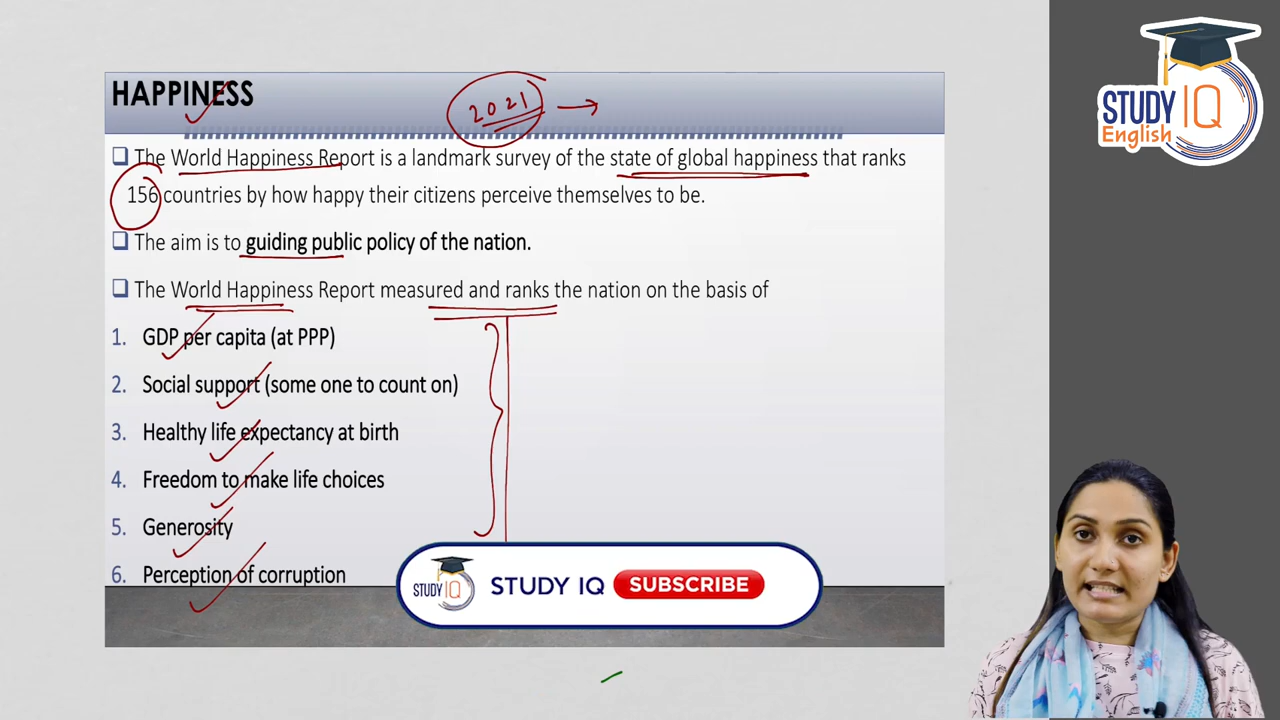 HAPPINESS
2021 →
❑ The World Happiness Report is a landmark survey of the state of global happiness that ranks
156 countries by how happy their citizens perceive themselves to be.
❑ The aim is to guiding public policy of the nation.
❑ The World Happiness Report measured and ranks the nation on the basis of
1. GDP per capita (at PPP)
2. Social support (some one to count on)
3. Healthy life expectancy at birth
4. Freedom to make life choices
5. Generosity
6. Perception of corruption
STUDY IQ
STUDY IQ SUBSCRIBE
STUDY IQ
English